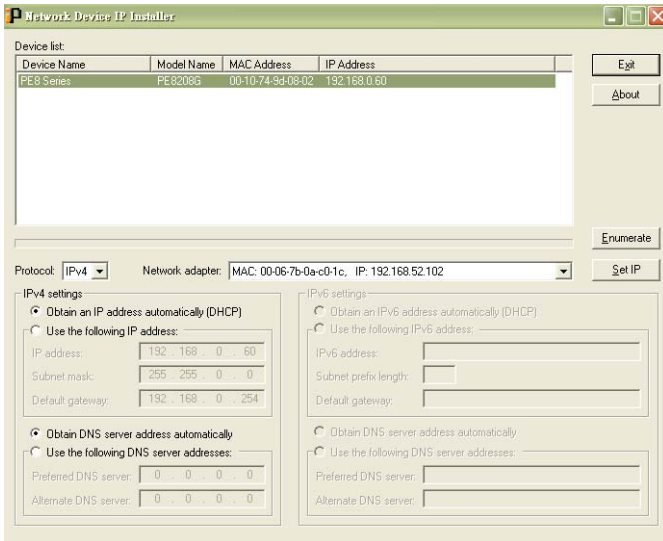 Network Device IP Installer
Device list:
Device Name Model Name MAC Address IP Address
PE8 Series PE8208G 00-10-74-9d-08-02 192.168.0.60
Exit
About
Enumerate
Protocol: IPv4 Network adapter: MAC: 00-06-7b-0a-c0-1c, IP: 192.168.52.102
Set IP
IPv4 settings
Obtain an IP address automatically (DHCP)
Use the following IP address:
IP address: 192 . 168 . 0 . 60
Subnet mask: 255 . 255 . 0 . 0
Default gateway: 192 . 168 . 0 . 254
Obtain DNS server address automatically
Use the following DNS server addresses:
Preferred DNS server: 0 . 0 . 0 . 0
Alternate DNS server: 0 . 0 . 0 . 0
IPv6 settings
Obtain an IPv6 address automatically (DHCP)
Use the following IPv6 address:
IPv6 address:
Subnet prefix length:
Default gateway:
Obtain DNS server address automatically
Use the following DNS server addresses:
Preferred DNS server:
Alternate DNS server: